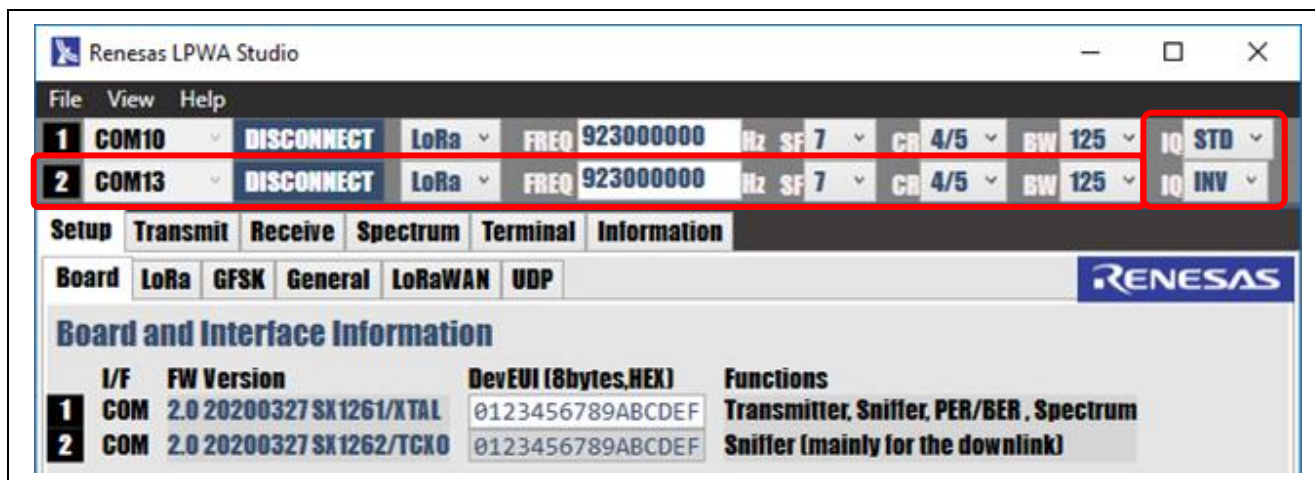 Renesas LPWA Studio
File View Help
1 COM10 DISCONNECT LoRa FREQ 923000000 Hz SF 7 CR 4/5 BW 125 IQ STD
2 COM13 DISCONNECT LoRa FREQ 923000000 Hz SF 7 CR 4/5 BW 125 IQ INV
Setup Transmit Receive Spectrum Terminal Information
Board LoRa GFSK General LoRaWAN UDP RENESAS
Board and Interface Information
I/F FW Version DevEUI (8bytes,HEX) Functions
1 COM 2.0 20200327 SX1261/XTAL 0123456789ABCDEF Transmitter, Sniffer, PER/BER , Spectrum
2 COM 2.0 20200327 SX1262/TCXO 0123456789ABCDEF Sniffer (mainly for the downlink)